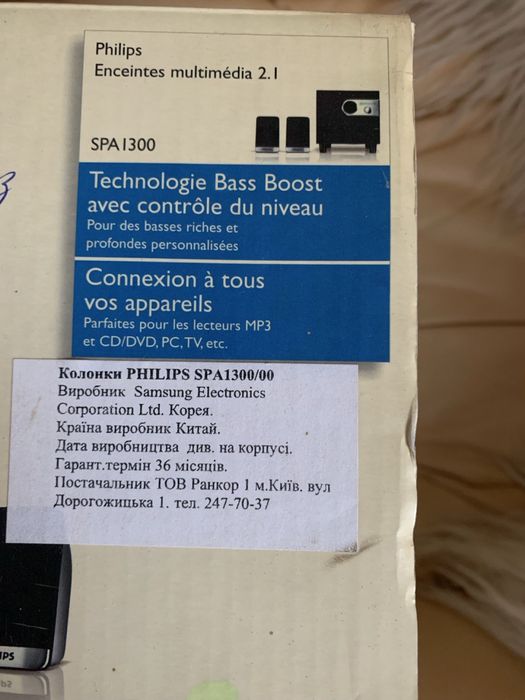 Philips
Enceintes multimédia 2.1
SPA1300
Technologie Bass Boost
avec contrôle du niveau
Pour des basses riches et
profondes personnalisées
Connexion à tous
vos appareils
Parfaites pour les lecteurs MP3
et CD/DVD, PC, TV, etc.
Колонки PHILIPS SPA1300/00
Виробник Samsung Electronics
Corporation Ltd. Корея.
Країна виробник Китай.
Дата виробництва див. на корпусі.
Гарант.термін 36 місяців.
Постачальник ТОВ Ранкор 1 м.Київ. вул
Дорогожицька 1. тел. 247-70-37